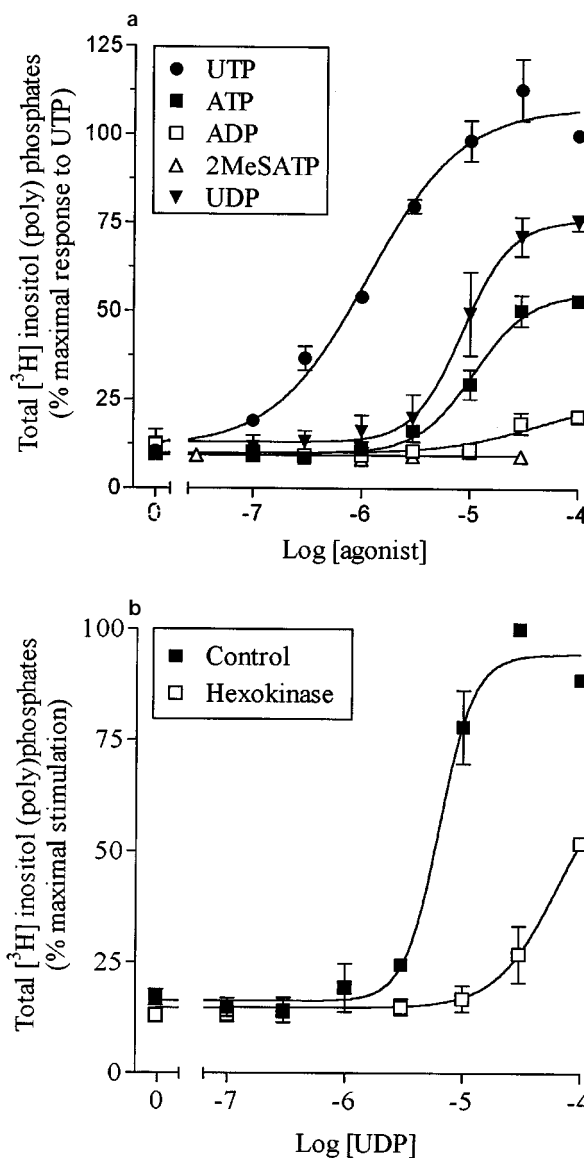 a
125
100
75
50
25
0
Total [³H] inositol (poly) phosphates
(% maximal response to UTP)
UTP
ATP
ADP
2MeSATP
UDP
0 -7 -6 -5 -4
Log [agonist]
b
100
75
50
25
0
Total [³H] inositol (poly)phosphates
(% maximal stimulation)
Control
Hexokinase
0 -7 -6 -5 -4
Log [UDP]